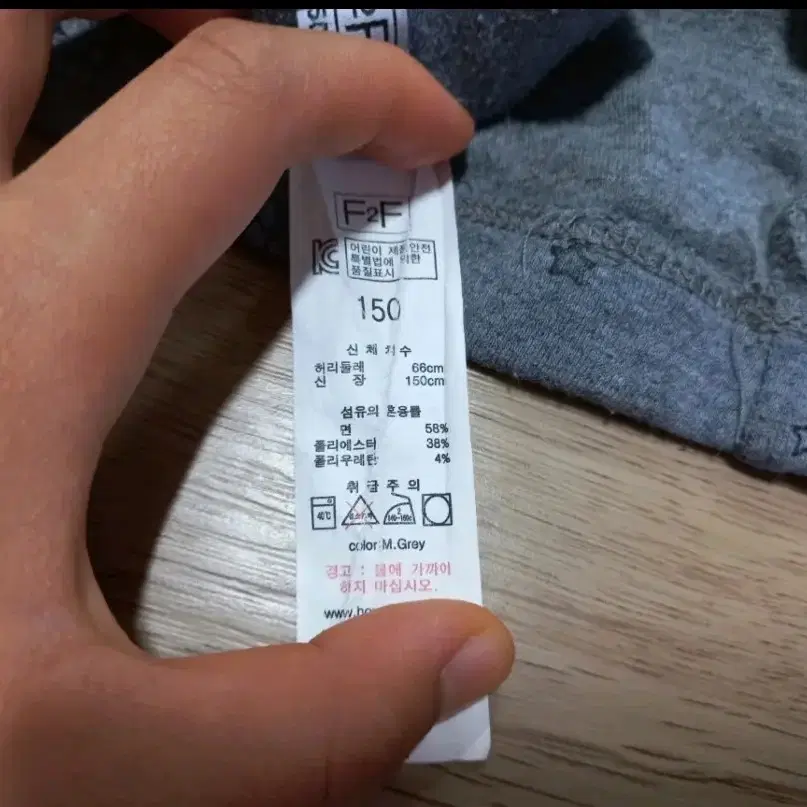 F2F
어린이 제품안전
특별법에 의한
품질표시
150
신 체 치 수
허리둘레 66cm
신 장 150cm
섬유의 혼용률
면 58%
폴리에스터 38%
폴리우레탄 4%
취 급 주 의
40℃
color:M.Grey
경고 : 불에 가까이
하지 마십시오.